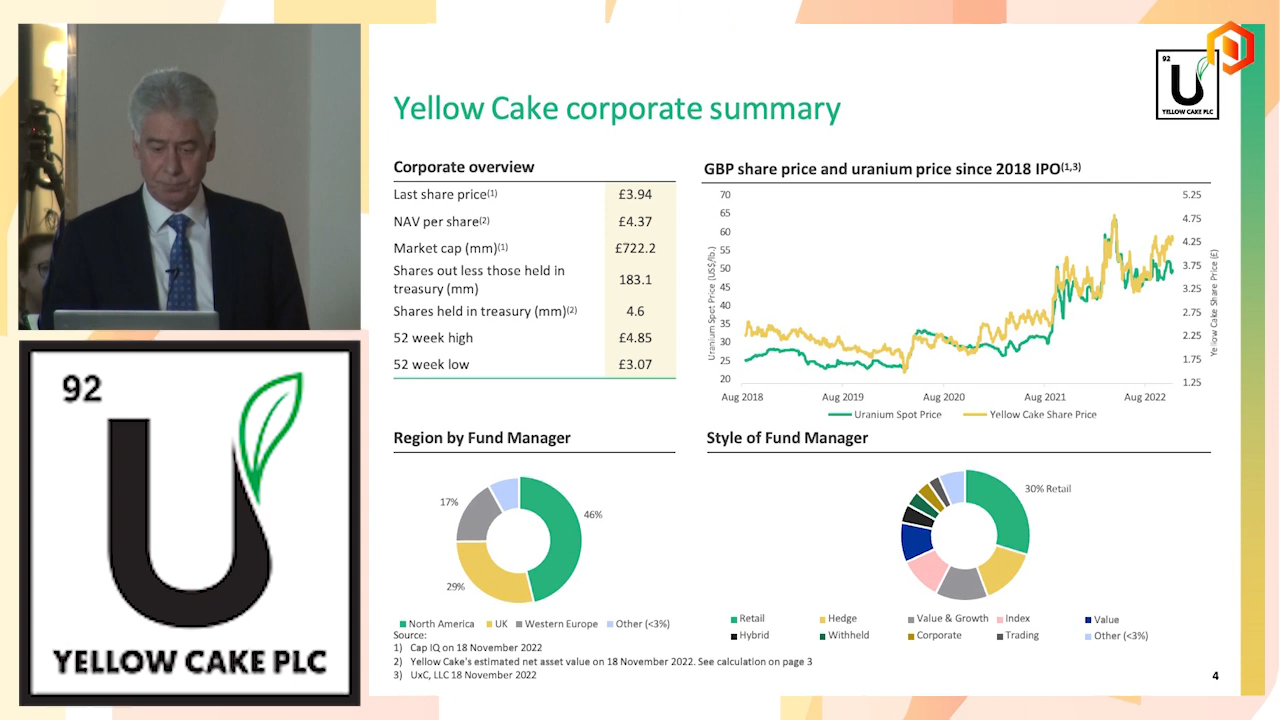 92
U
YELLOW CAKE PLC
Yellow Cake corporate summary
Corporate overview
Last share price(1) £3.94
NAV per share(2) £4.37
Market cap (mm)(1) £722.2
Shares out less those held in
treasury (mm) 183.1
Shares held in treasury (mm)(2) 4.6
52 week high £4.85
52 week low £3.07
GBP share price and uranium price since 2018 IPO(1,3)
Uranium Spot Price (US$/lb.)
70
65
60
55
50
45
40
35
30
25
20
5.25
4.75
4.25
3.75
3.25
2.75
2.25
1.75
1.25
Yellow Cake Share Price (£)
Aug 2018 Aug 2019 Aug 2020 Aug 2021 Aug 2022
Uranium Spot Price Yellow Cake Share Price
Region by Fund Manager
17%
46%
29%
North America UK Western Europe Other (<3%)
Style of Fund Manager
30% Retail
Retail Hedge Value & Growth Index Value
Hybrid Withheld Corporate Trading Other (<3%)
Source:
1) Cap IQ on 18 November 2022
2) Yellow Cake's estimated net asset value on 18 November 2022. See calculation on page 3
3) UxC, LLC 18 November 2022
4
92
U
YELLOW CAKE PLC